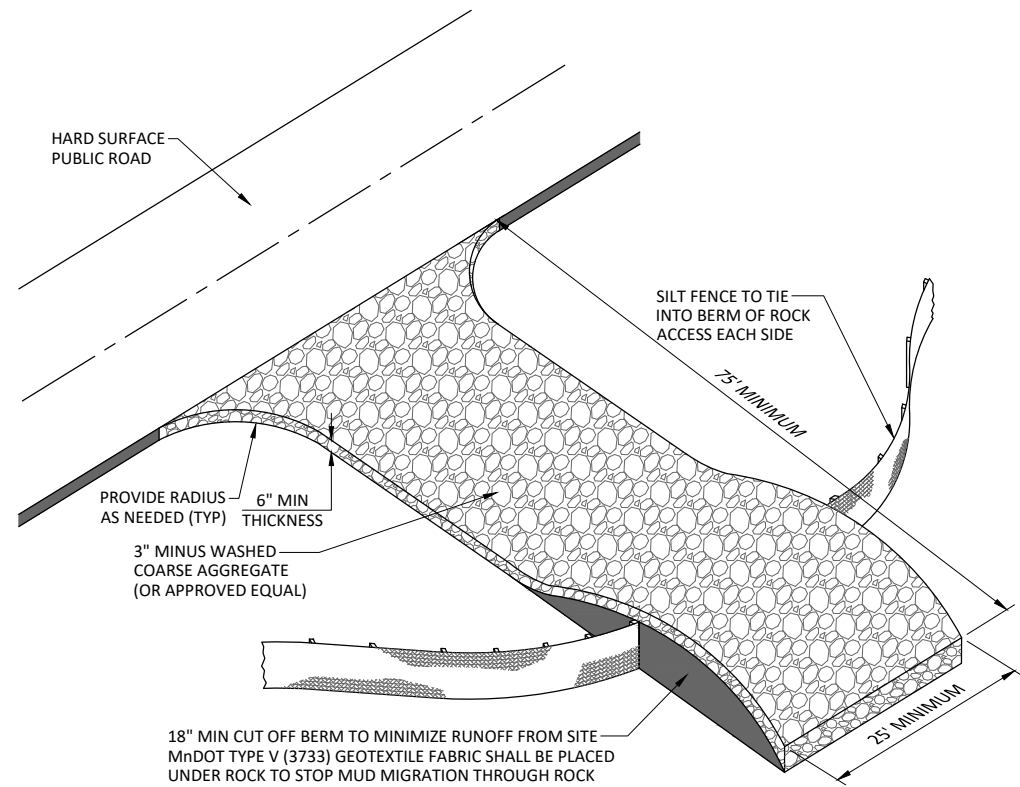 HARD SURFACE
PUBLIC ROAD
SILT FENCE TO TIE
INTO BERM OF ROCK
ACCESS EACH SIDE
75' MINIMUM
PROVIDE RADIUS
AS NEEDED (TYP)
6" MIN
THICKNESS
3" MINUS WASHED
COARSE AGGREGATE
(OR APPROVED EQUAL)
25' MINIMUM
18" MIN CUT OFF BERM TO MINIMIZE RUNOFF FROM SITE
MnDOT TYPE V (3733) GEOTEXTILE FABRIC SHALL BE PLACED
UNDER ROCK TO STOP MUD MIGRATION THROUGH ROCK